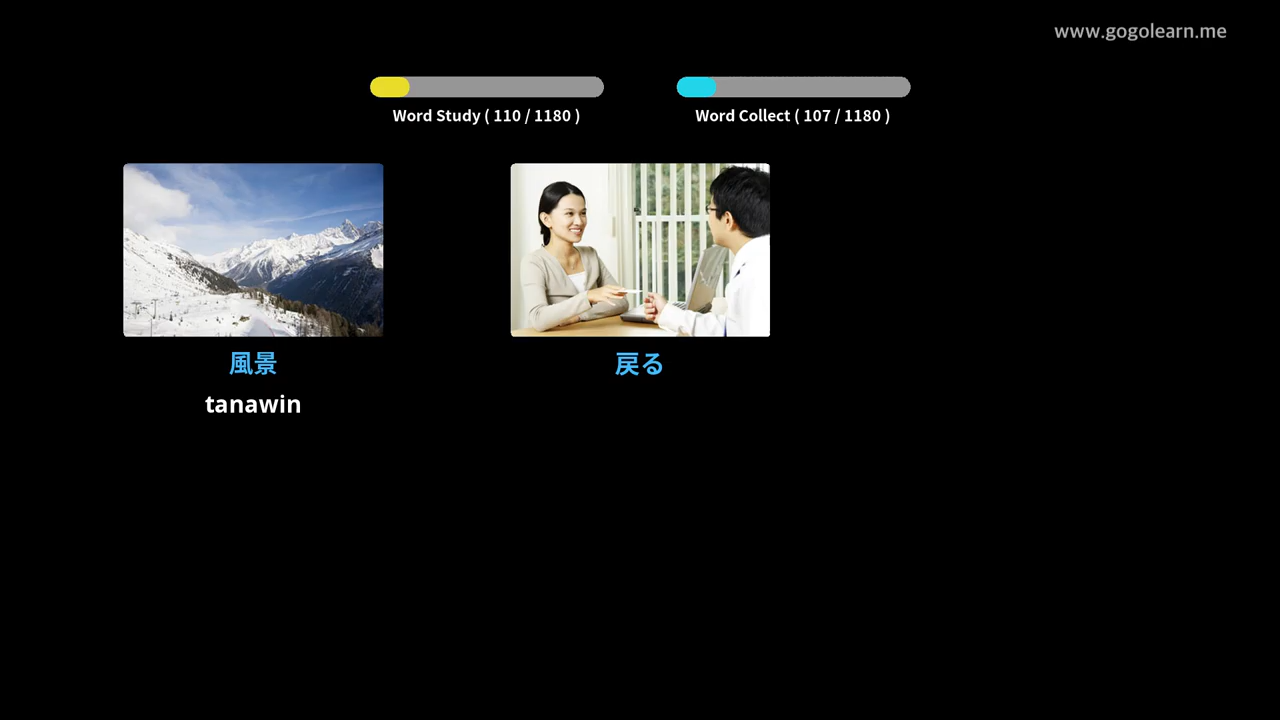 www.gogolearn.me
Word Study ( 110 / 1180 )
Word Collect ( 107 / 1180 )
風景
戻る
tanawin